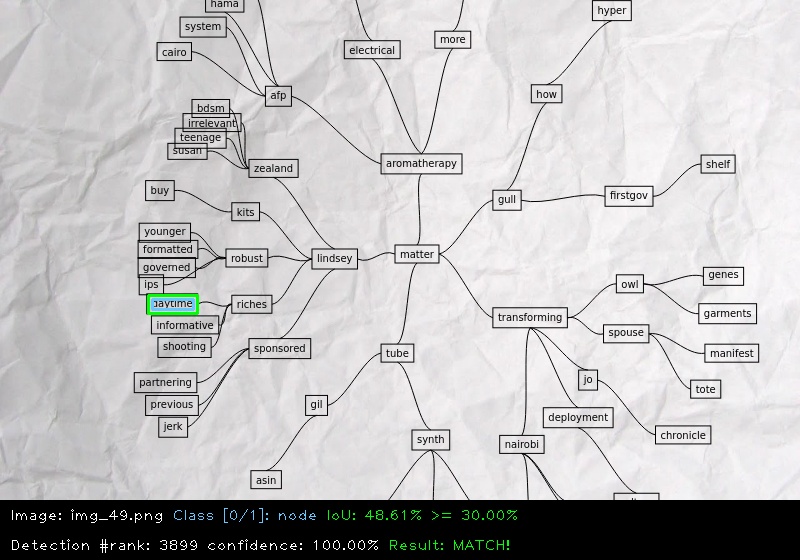 hama
hyper
system
more
electrical
cairo
afp
how
bdsm
irrelevant
teenage
susan
aromatherapy
shelf
zealand
buy
firstgov
gull
kits
younger
formatted
robust
lindsey
matter
governed
ips
genes
owl
daytime
riches
garments
transforming
informative
spouse
shooting
sponsored
tube
manifest
partnering
jo
tote
previous
gil
deployment
jerk
chronicle
synth
nairobi
asin
Image: img_49.png Class [0/1]: node IoU: 48.61% >= 30.00%
Detection #rank: 3899 confidence: 100.00% Result: MATCH!